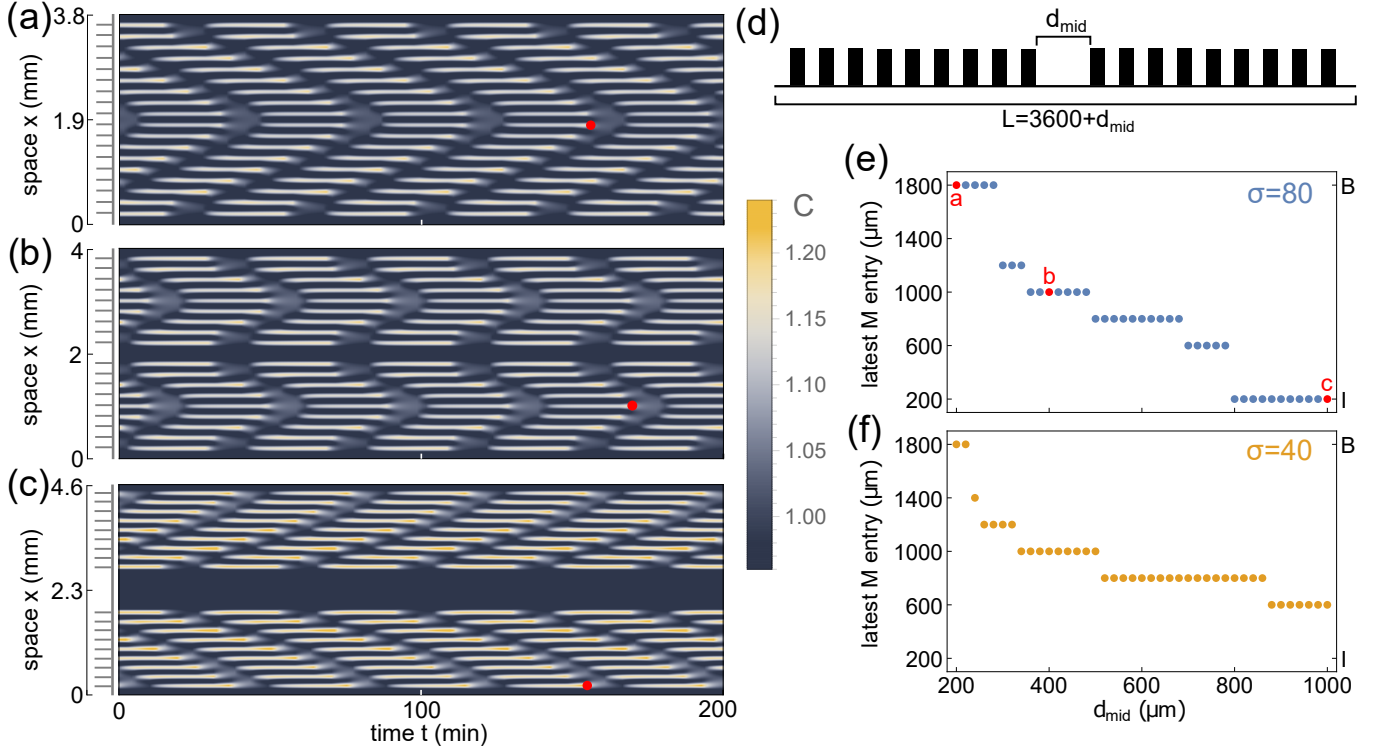 (a)
3.8
1.9
0
space x (mm)
(b)
4
2
0
space x (mm)
(c)
4.6
2.3
0
space x (mm)
0
100
200
time t (min)
C
1.20
1.15
1.10
1.05
1.00
(d)
d_mid
L=3600+d_mid
(e)
1800
1400
1000
600
200
latest M entry (μm)
σ=80
a
b
c
B
I
(f)
1800
1400
1000
600
200
latest M entry (μm)
σ=40
B
I
200
400
600
800
1000
d_mid (μm)